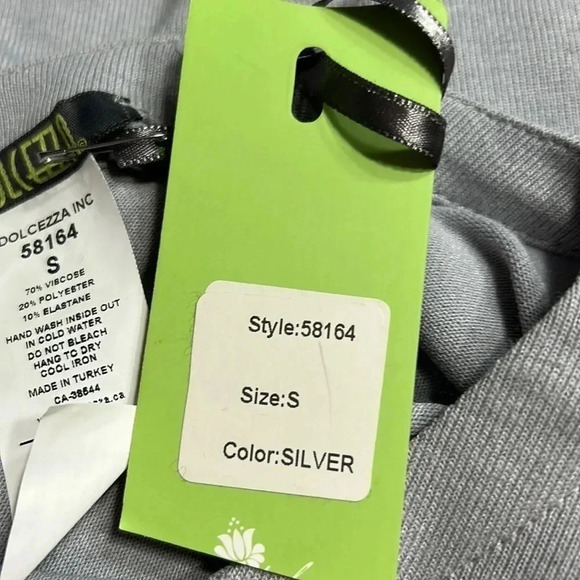 DOLCEZZA INC
58164
S
70% VISCOSE
20% POLYESTER
10% ELASTANE
HAND WASH INSIDE OUT
IN COLD WATER
DO NOT BLEACH
HANG TO DRY
COOL IRON
MADE IN TURKEY
CA-38544
Style:58164
Size:S
Color:SILVER